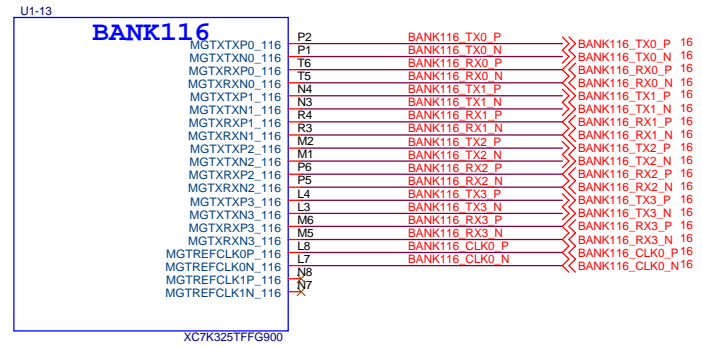 U1-13
BANK116
MGTXTXP0_116 P2 BANK116_TX0_P BANK116_TX0_P 16
MGTXTXN0_116 P1 BANK116_TX0_N BANK116_TX0_N 16
MGTXRXP0_116 T6 BANK116_RX0_P BANK116_RX0_P 16
MGTXRXN0_116 T5 BANK116_RX0_N BANK116_RX0_N 16
MGTXTXP1_116 N4 BANK116_TX1_P BANK116_TX1_P 16
MGTXTXN1_116 N3 BANK116_TX1_N BANK116_TX1_N 16
MGTXRXP1_116 R4 BANK116_RX1_P BANK116_RX1_P 16
MGTXRXN1_116 R3 BANK116_RX1_N BANK116_RX1_N 16
MGTXTXP2_116 M2 BANK116_TX2_P BANK116_TX2_P 16
MGTXTXN2_116 M1 BANK116_TX2_N BANK116_TX2_N 16
MGTXRXP2_116 P6 BANK116_RX2_P BANK116_RX2_P 16
MGTXRXN2_116 P5 BANK116_RX2_N BANK116_RX2_N 16
MGTXTXP3_116 L4 BANK116_TX3_P BANK116_TX3_P 16
MGTXTXN3_116 L3 BANK116_TX3_N BANK116_TX3_N 16
MGTXRXP3_116 M6 BANK116_RX3_P BANK116_RX3_P 16
MGTXRXN3_116 M5 BANK116_RX3_N BANK116_RX3_N 16
MGTREFCLK0P_116 L8 BANK116_CLK0_P BANK116_CLK0_P 16
MGTREFCLK0N_116 L7 BANK116_CLK0_N BANK116_CLK0_N 16
MGTREFCLK1P_116 N8
MGTREFCLK1N_116 N7
XC7K325TFFG900